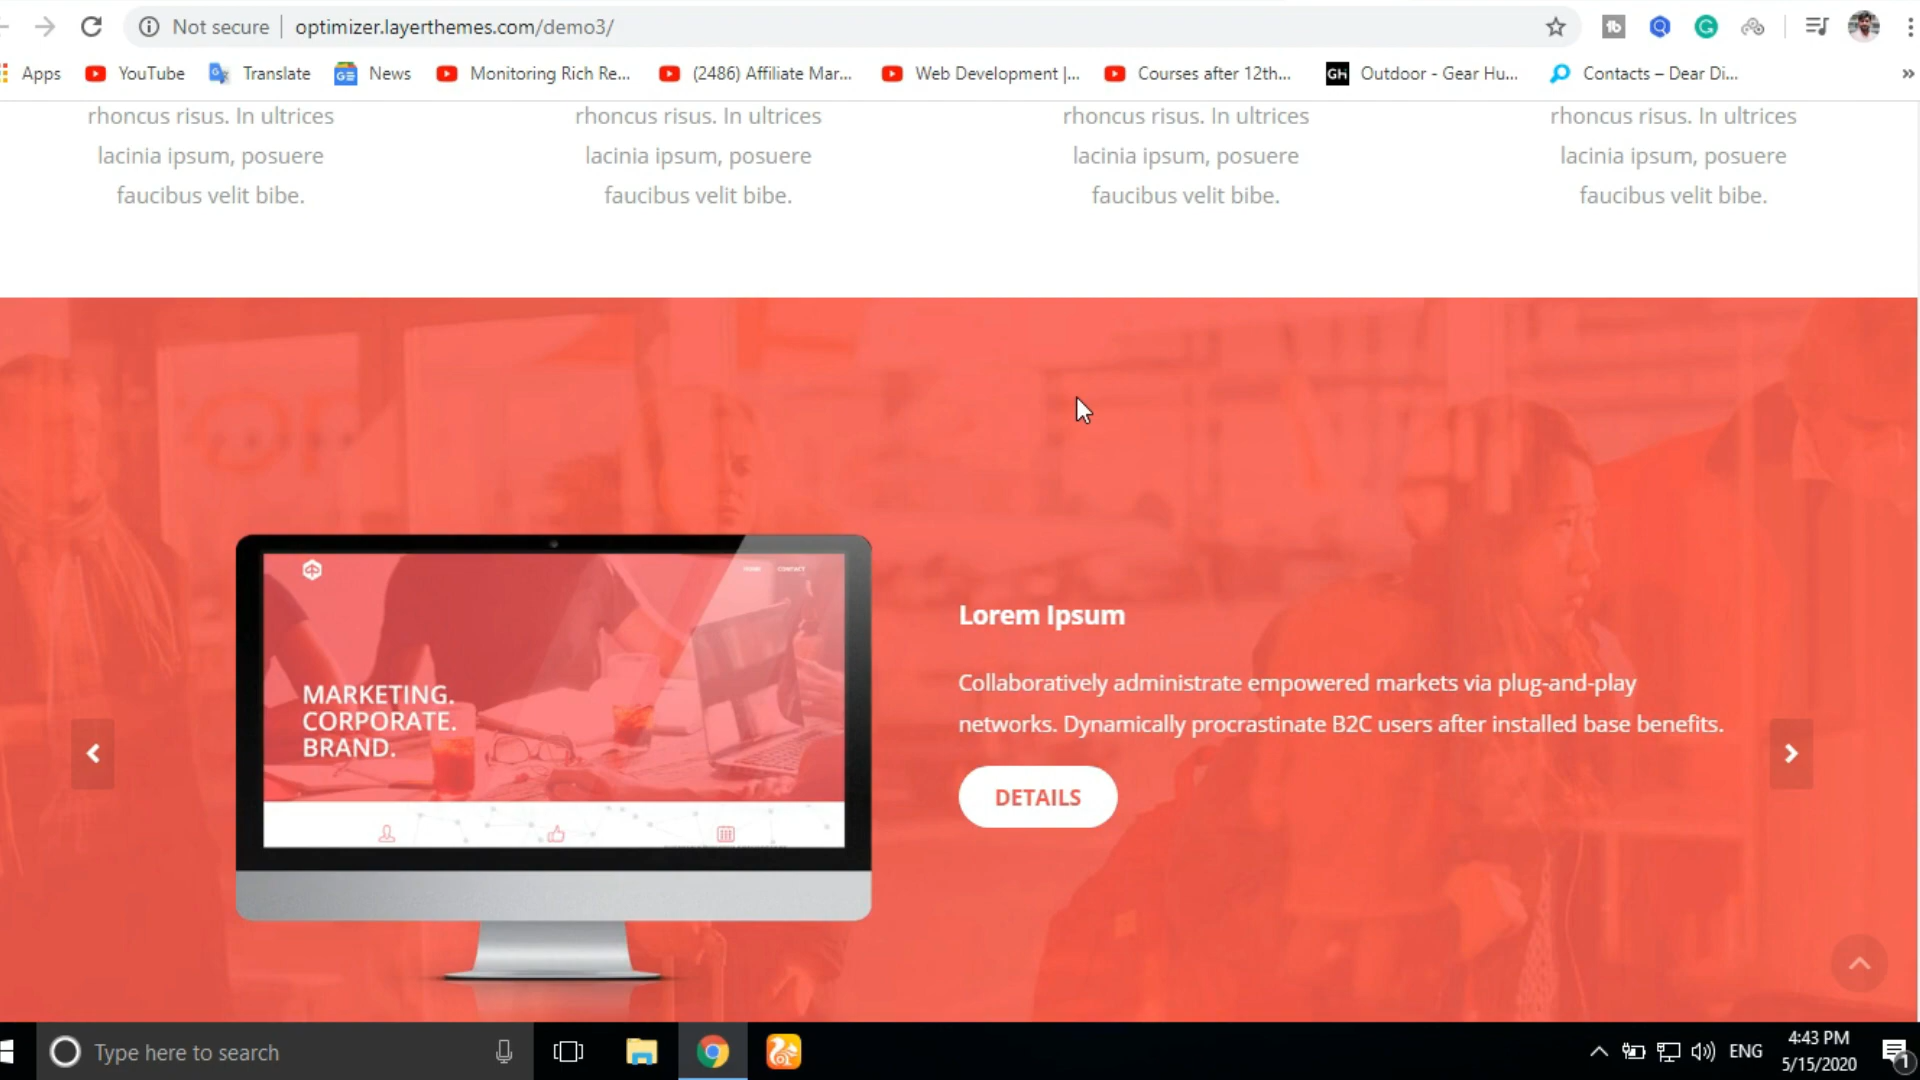 Not secure optimizer.layerthemes.com/demo3/
Apps YouTube Translate News Monitoring Rich Re... (2486) Affiliate Mar... Web Development |... Courses after 12th... GH Outdoor - Gear Hu... Contacts – Dear Di... »
rhoncus risus. In ultrices
lacinia ipsum, posuere
faucibus velit bibe.
rhoncus risus. In ultrices
lacinia ipsum, posuere
faucibus velit bibe.
rhoncus risus. In ultrices
lacinia ipsum, posuere
faucibus velit bibe.
rhoncus risus. In ultrices
lacinia ipsum, posuere
faucibus velit bibe.
HOME CONTACT
MARKETING.
CORPORATE.
BRAND.
Lorem Ipsum
Collaboratively administrate empowered markets via plug-and-play
networks. Dynamically procrastinate B2C users after installed base benefits.
DETAILS
Type here to search
ENG
4:43 PM
5/15/2020
1